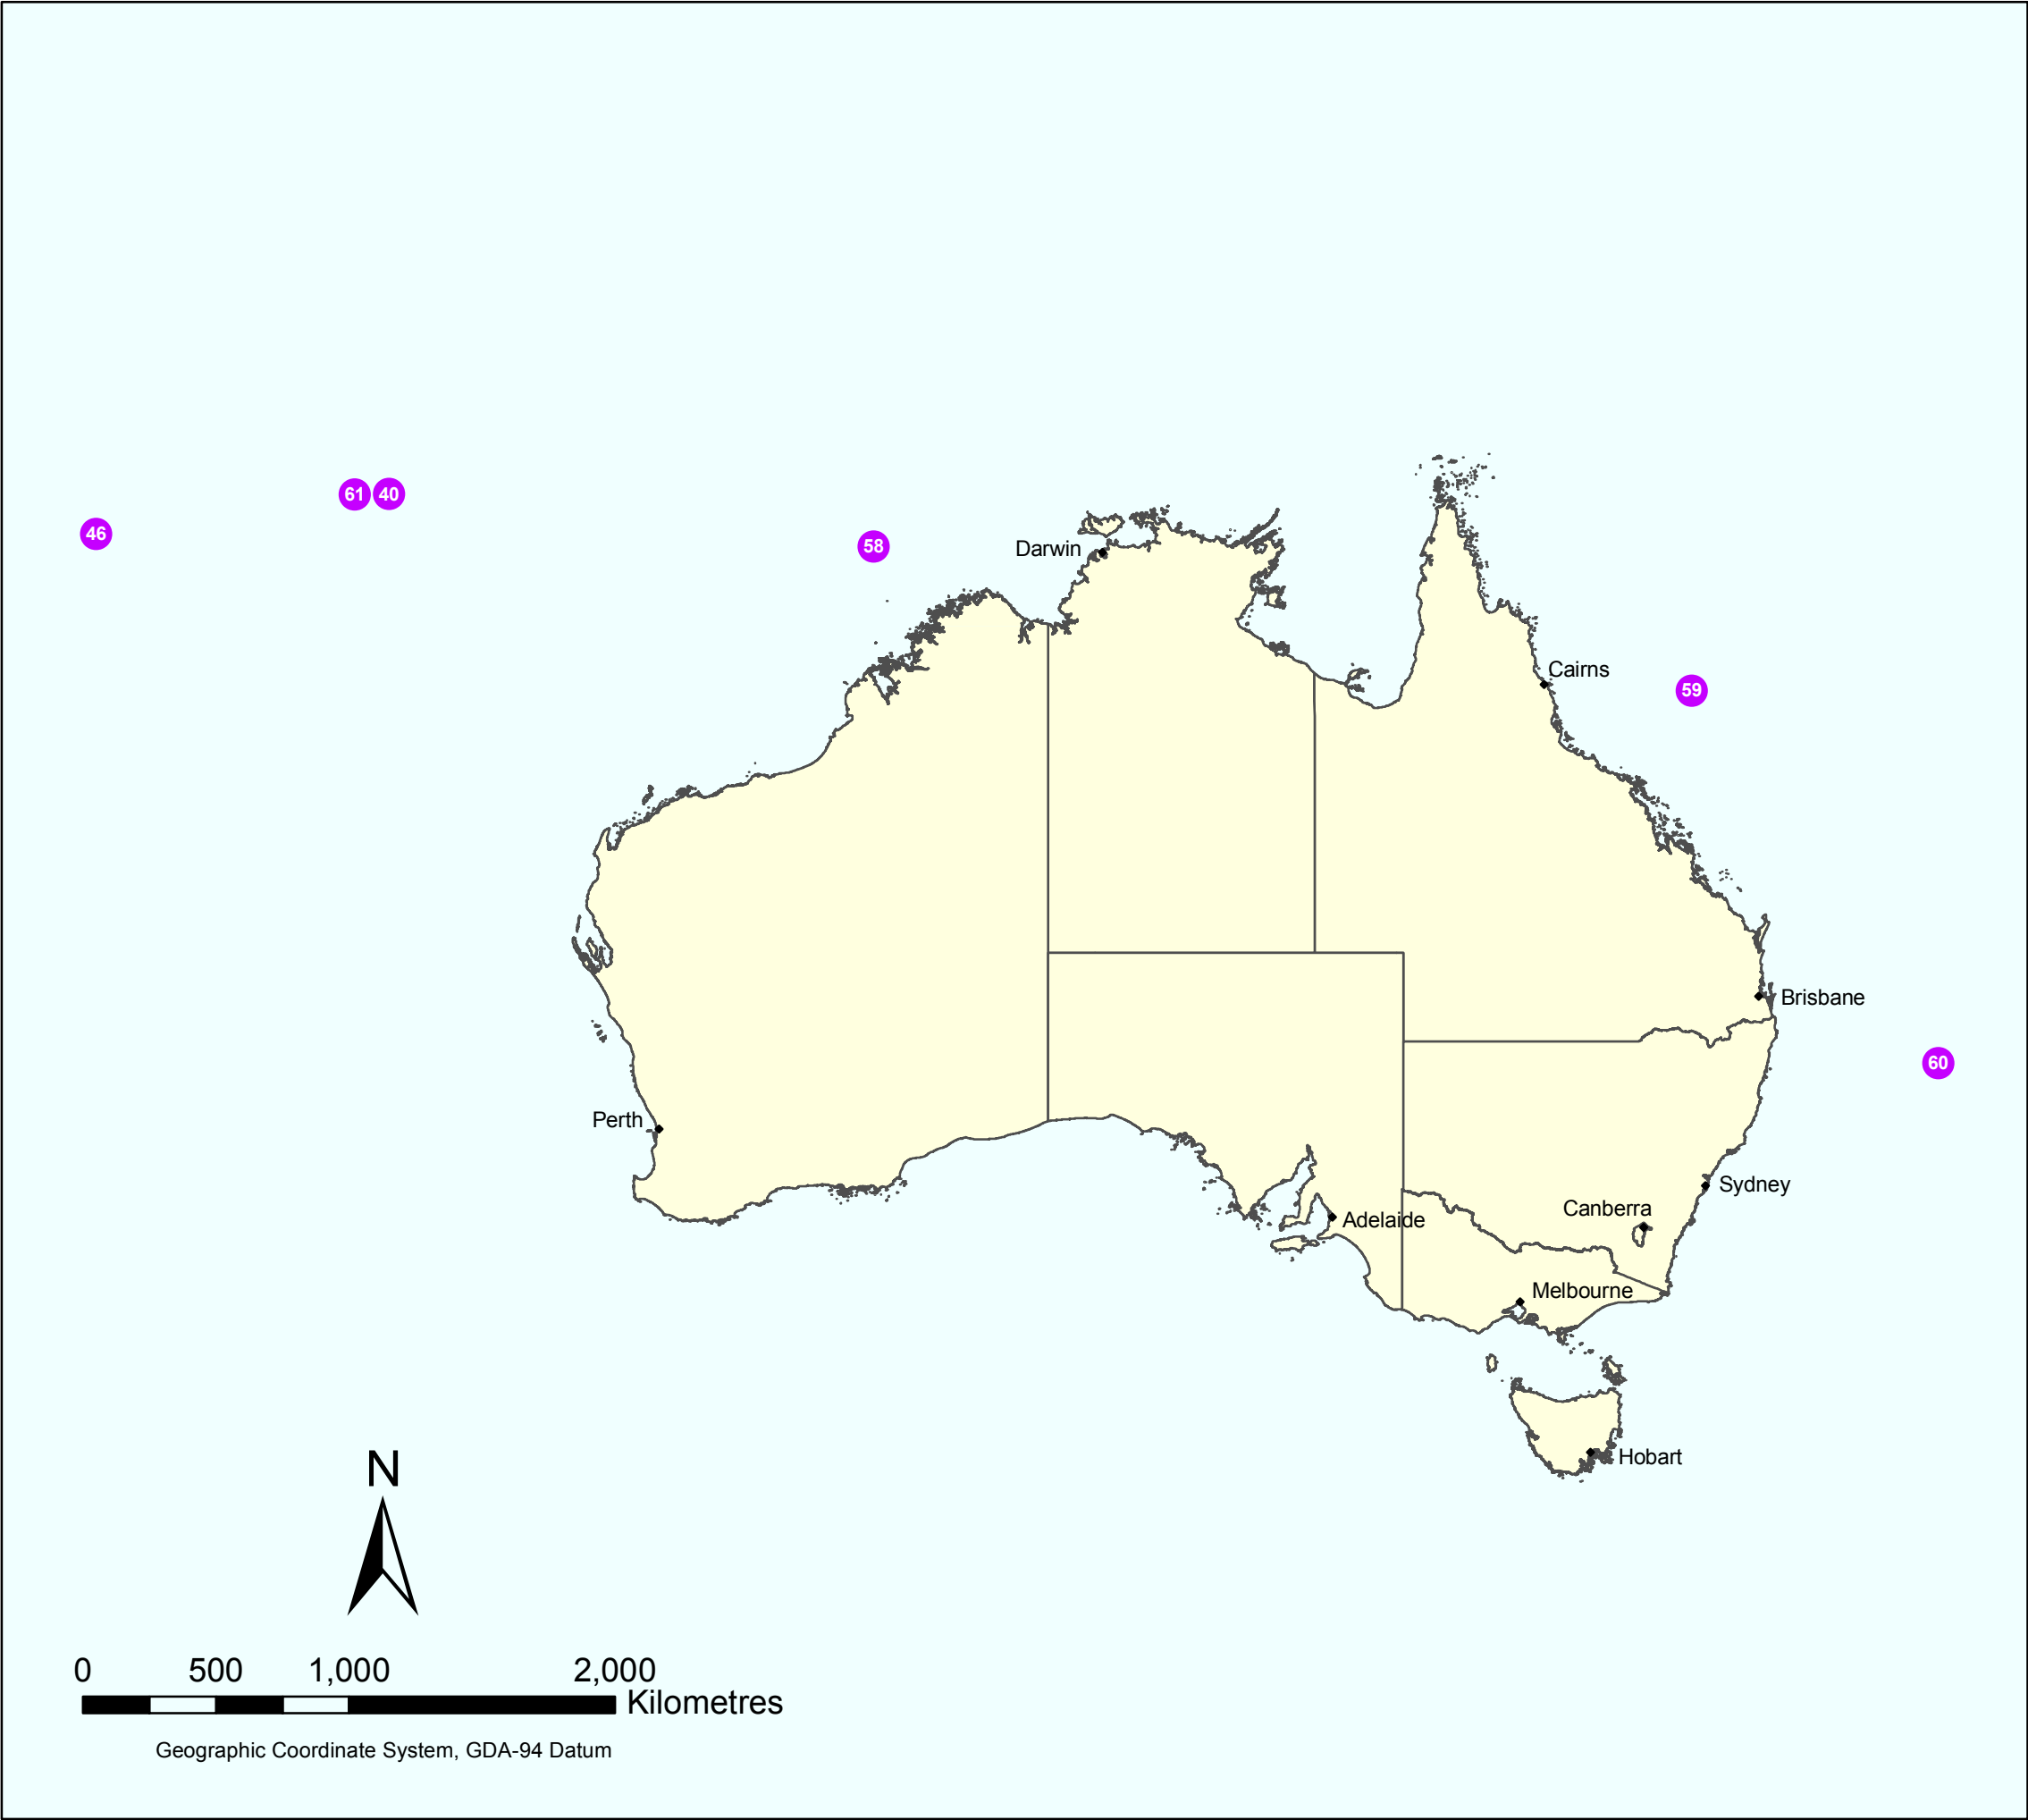 61 40
46
58
Darwin
Cairns
59
Brisbane
60
Perth
Sydney
Canberra
Adelaide
Melbourne
Hobart
N
0 500 1,000 2,000
Kilometres
Geographic Coordinate System, GDA-94 Datum